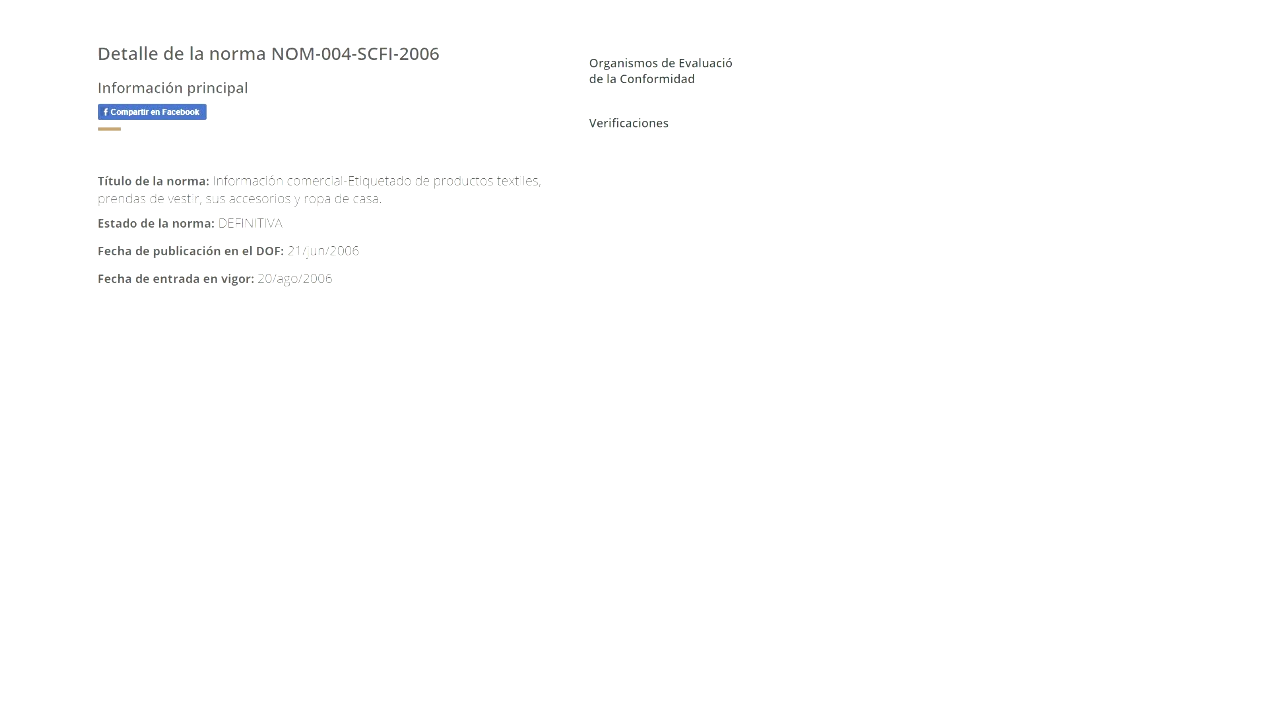 Detalle de la norma NOM-004-SCFI-2006
Información principal
f Compartir en Facebook
Título de la norma: Información comercial-Etiquetado de productos textiles,
prendas de vestir, sus accesorios y ropa de casa.
Estado de la norma: DEFINITIVA
Fecha de publicación en el DOF: 21/jun/2006
Fecha de entrada en vigor: 20/ago/2006
Organismos de Evaluació
de la Conformidad
Verificaciones